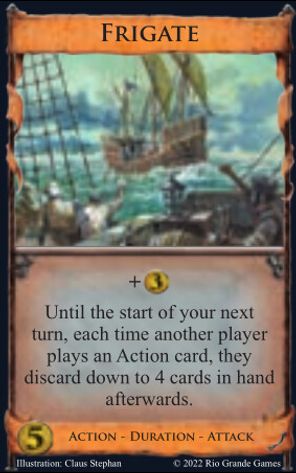 FRIGATE
+ 3
Until the start of your next
turn, each time another player
plays an Action card, they
discard down to 4 cards in hand
afterwards.
5 ACTION - DURATION - ATTACK
Illustration: Claus Stephan © 2022 Rio Grande Games